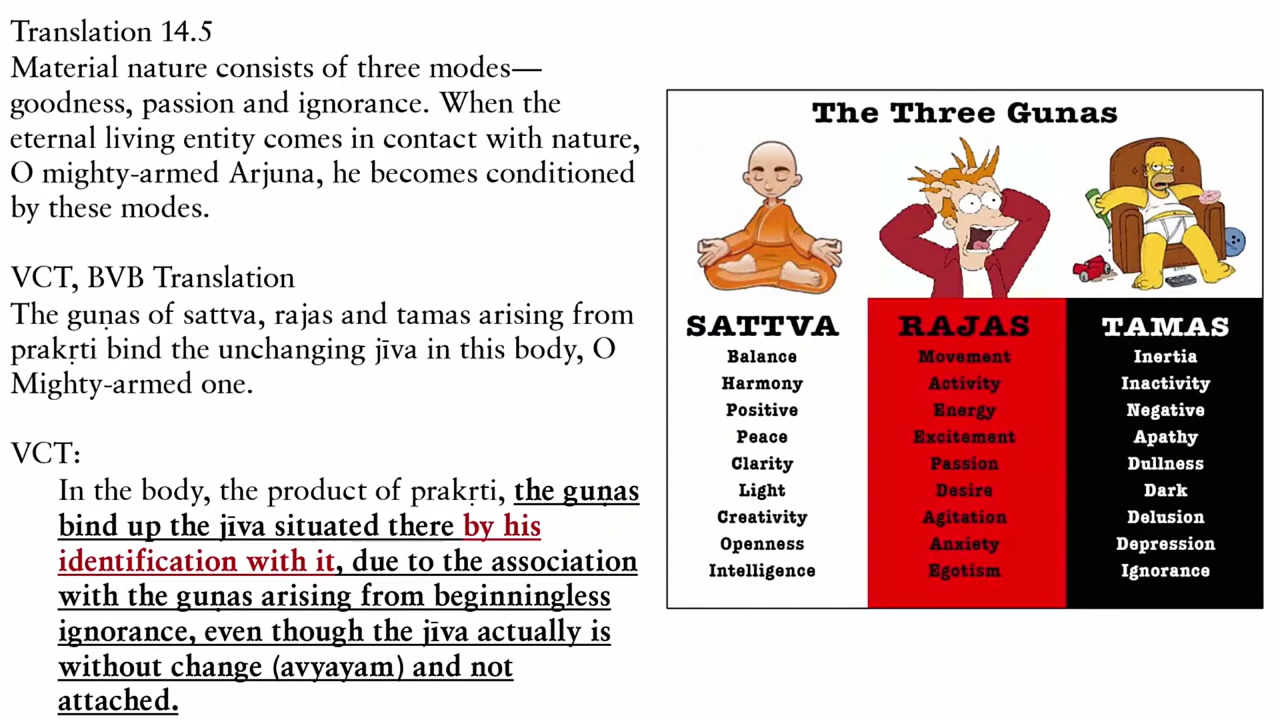 Translation 14.5
Material nature consists of three modes—
goodness, passion and ignorance. When the
eternal living entity comes in contact with nature,
O mighty-armed Arjuna, he becomes conditioned
by these modes.
VCT, BVB Translation
The guṇas of sattva, rajas and tamas arising from
prakṛti bind the unchanging jīva in this body, O
Mighty-armed one.
VCT:
In the body, the product of prakṛti, the guṇas
bind up the jīva situated there by his
identification with it, due to the association
with the guṇas arising from beginningless
ignorance, even though the jīva actually is
without change (avyayam) and not
attached.
The Three Gunas
SATTVA
Balance
Harmony
Positive
Peace
Clarity
Light
Creativity
Openness
Intelligence
RAJAS
Movement
Activity
Energy
Excitement
Passion
Desire
Agitation
Anxiety
Egotism
TAMAS
Inertia
Inactivity
Negative
Apathy
Dullness
Dark
Delusion
Depression
Ignorance